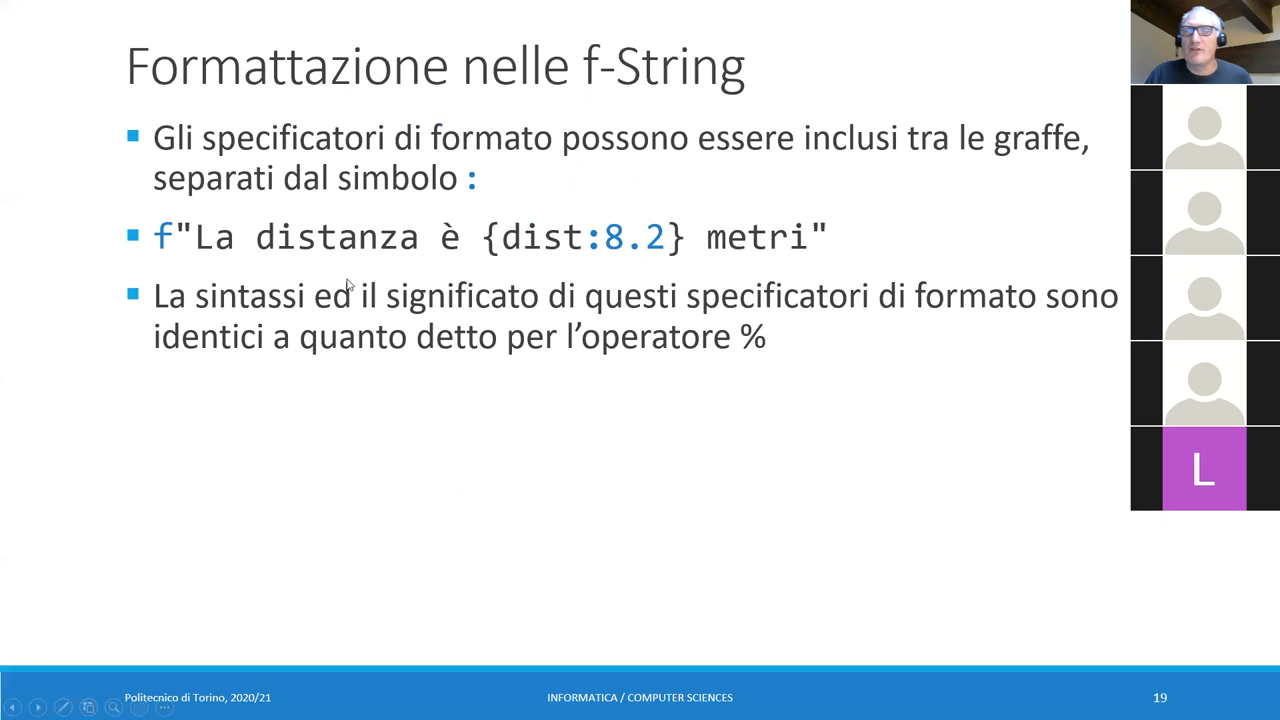 Formattazione nelle f-String
Gli specificatori di formato possono essere inclusi tra le graffe,
separati dal simbolo :
f"La distanza è {dist:8.2} metri"
La sintassi ed il significato di questi specificatori di formato sono
identici a quanto detto per l’operatore %
L
Politecnico di Torino, 2020/21
INFORMATICA / COMPUTER SCIENCES
19